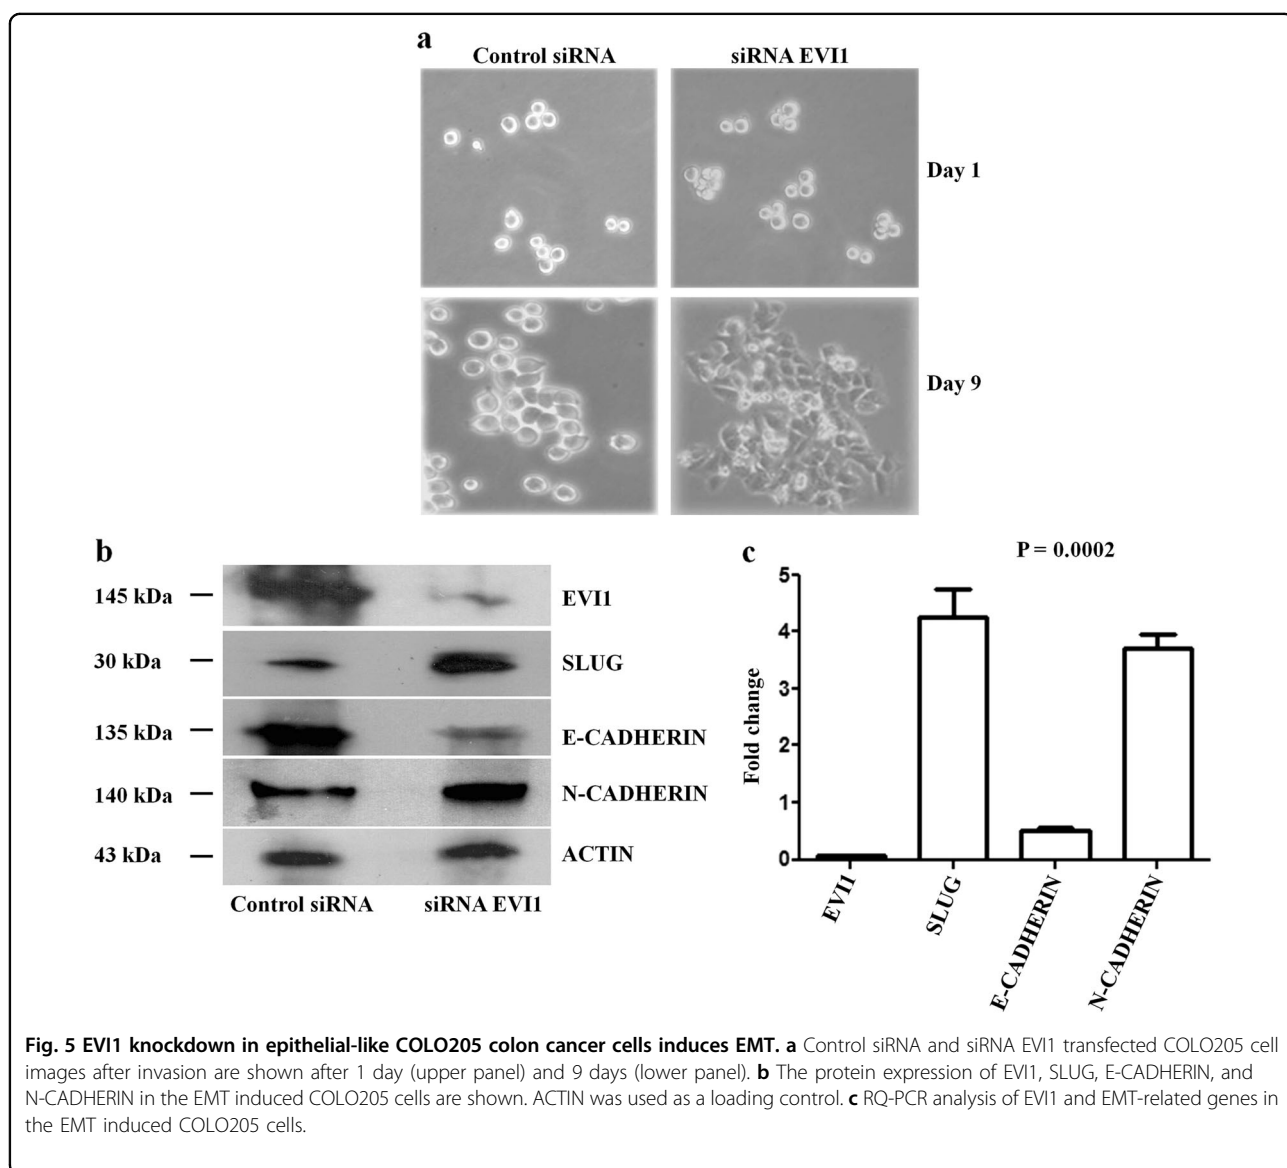 a
Control siRNA
siRNA EVI1
Day 1
Day 9
b
145 kDa
EVI1
30 kDa
SLUG
135 kDa
E-CADHERIN
140 kDa
N-CADHERIN
43 kDa
ACTIN
Control siRNA
siRNA EVI1
c
P = 0.0002
Fold change
5
4
3
2
1
0
EVI1
SLUG
E-CADHERIN
N-CADHERIN
Fig. 5 EVI1 knockdown in epithelial-like COLO205 colon cancer cells induces EMT. a Control siRNA and siRNA EVI1 transfected COLO205 cell
images after invasion are shown after 1 day (upper panel) and 9 days (lower panel). b The protein expression of EVI1, SLUG, E-CADHERIN, and
N-CADHERIN in the EMT induced COLO205 cells are shown. ACTIN was used as a loading control. c RQ-PCR analysis of EVI1 and EMT-related genes in
the EMT induced COLO205 cells.